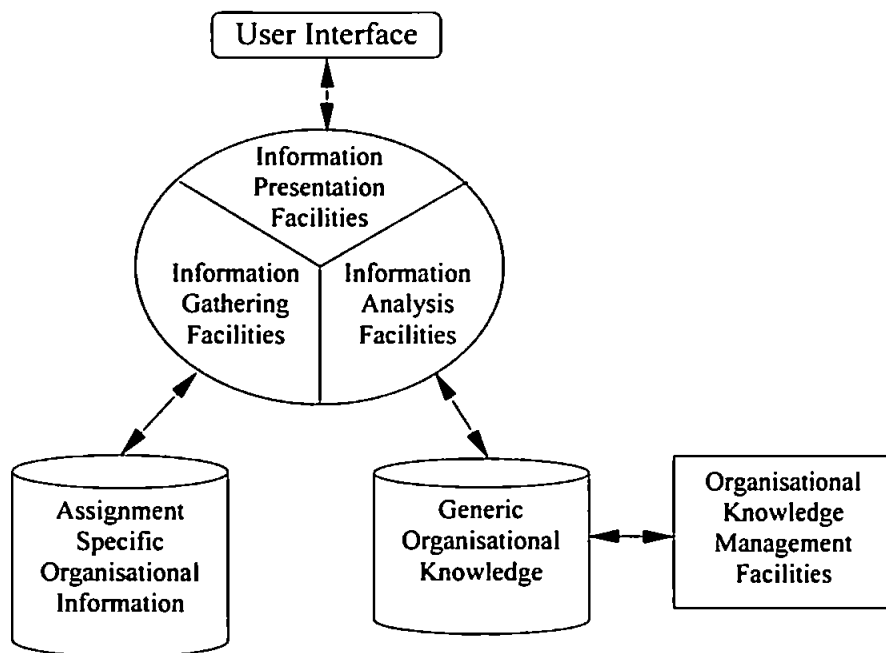 User Interface
Information
Presentation
Facilities
Information
Gathering
Facilities
Information
Analysis
Facilities
Assignment
Specific
Organisational
Information
Generic
Organisational
Knowledge
Organisational
Knowledge
Management
Facilities